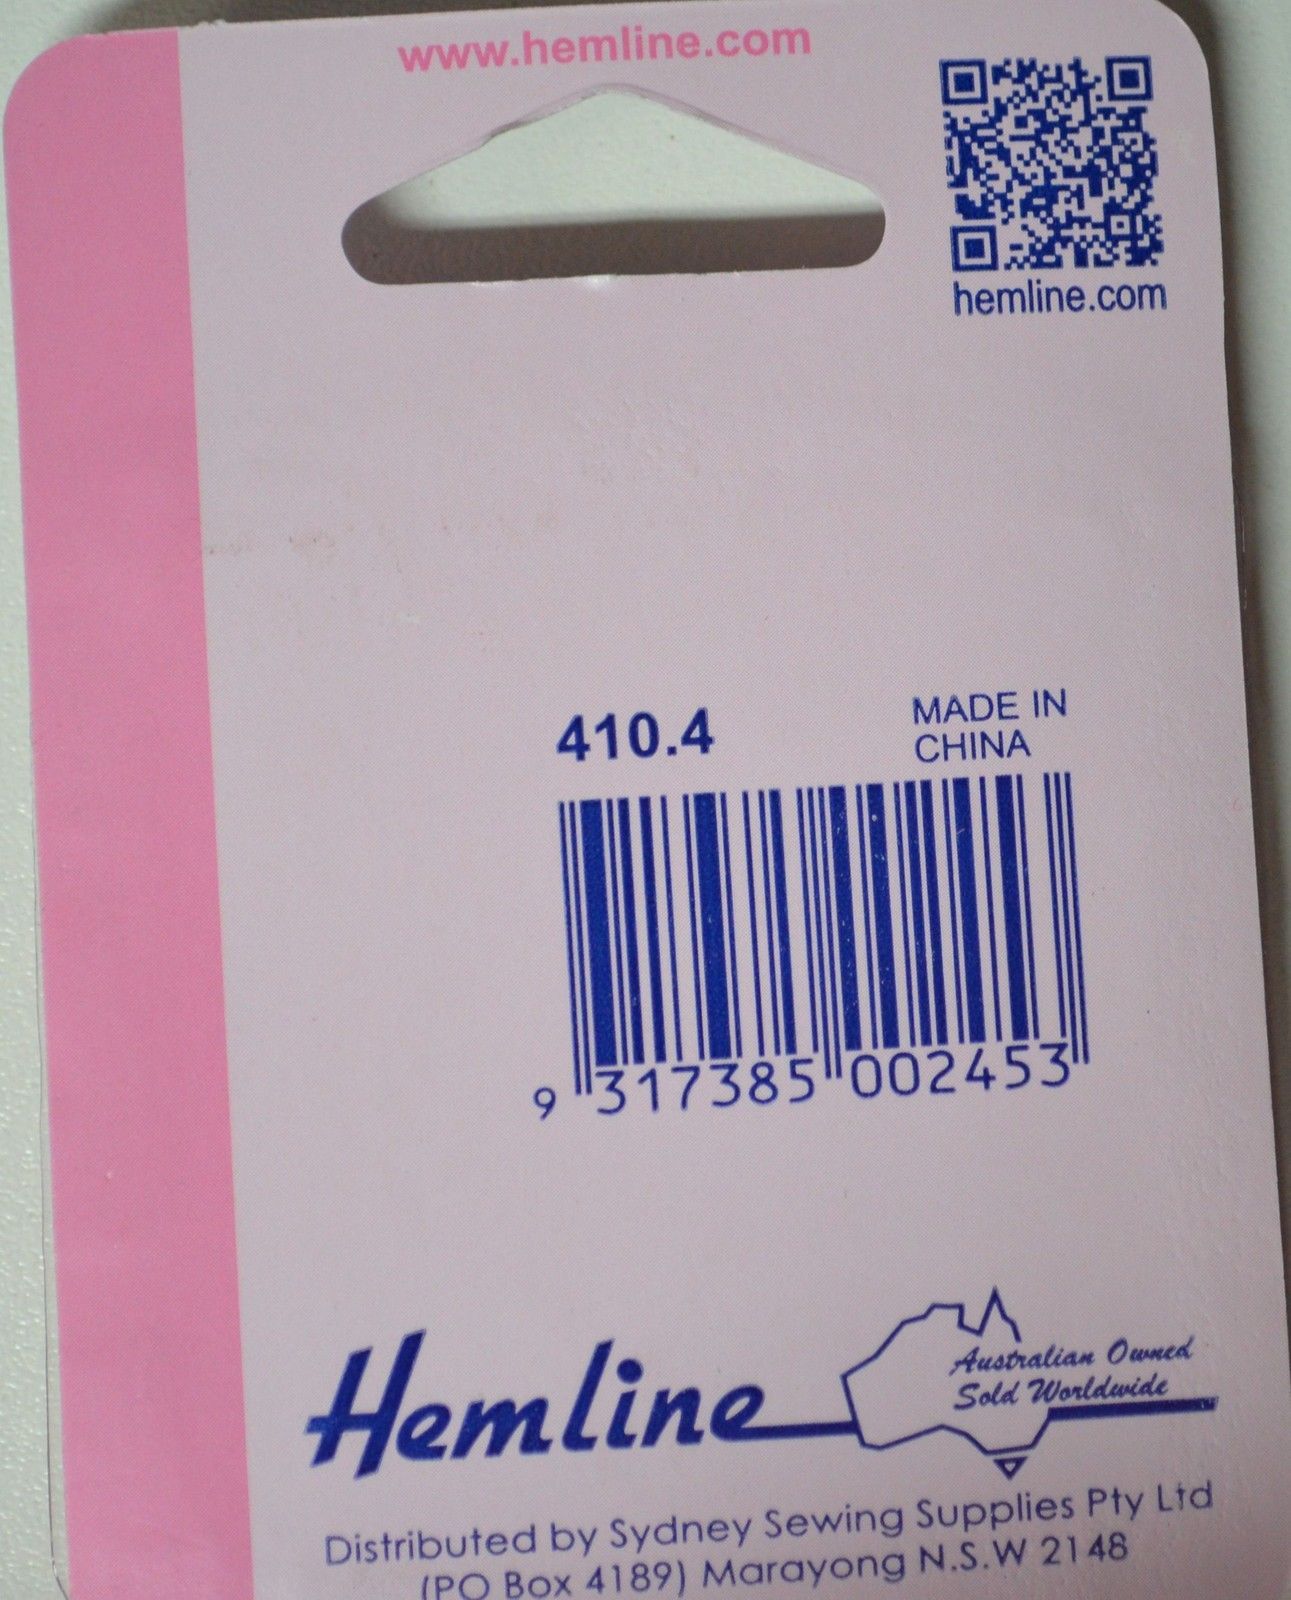 www.hemline.com
hemline.com
410.4
MADE IN
CHINA
9 317385 002453
Hemline
Australian Owned
Sold Worldwide
Distributed by Sydney Sewing Supplies Pty Ltd
(PO Box 4189) Marayong N.S.W 2148